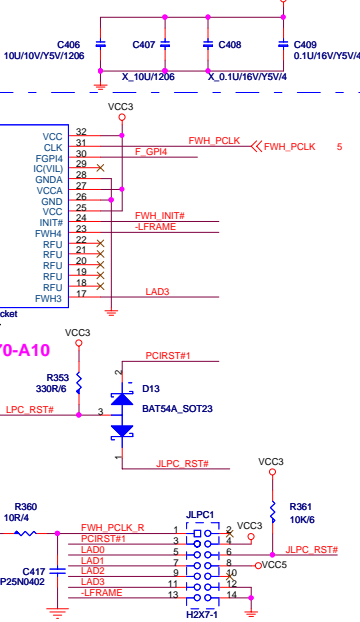 C406
C407
C408
C409
10U/10V/Y5V/1206
0.1U/16V/Y5V/4
X_10U/1206
X_0.1U/16V/Y5V/4
VCC3
VCC 32
CLK 31 FWH_PCLK FWH_PCLK 5
FGPI4 30 F_GPI4
IC(VIL) 29
GNDA 28
VCCA 27
GND 26
VCC 25
INIT# 24 FWH_INIT#
FWH4 23 -LFRAME
RFU 22
RFU 21
RFU 20
RFU 19
RFU 18
FWH3 17 LAD3
cket
VCC3
70-A10
PCIRST#1
R353
330R/6
2
D13
BAT54A_SOT23
LPC_RST# 3
1
JLPC_RST#
VCC3
R360
10R/4
JLPC1
R361
10K/6
FWH_PCLK_R 1 2 VCC3
PCIRST#1 3 4
LAD0 5 6 JLPC_RST#
LAD1 7 8 VCC5
LAD2 9 10
LAD3 11 12
-LFRAME 13 14
C417
P25N0402
H2X7-1